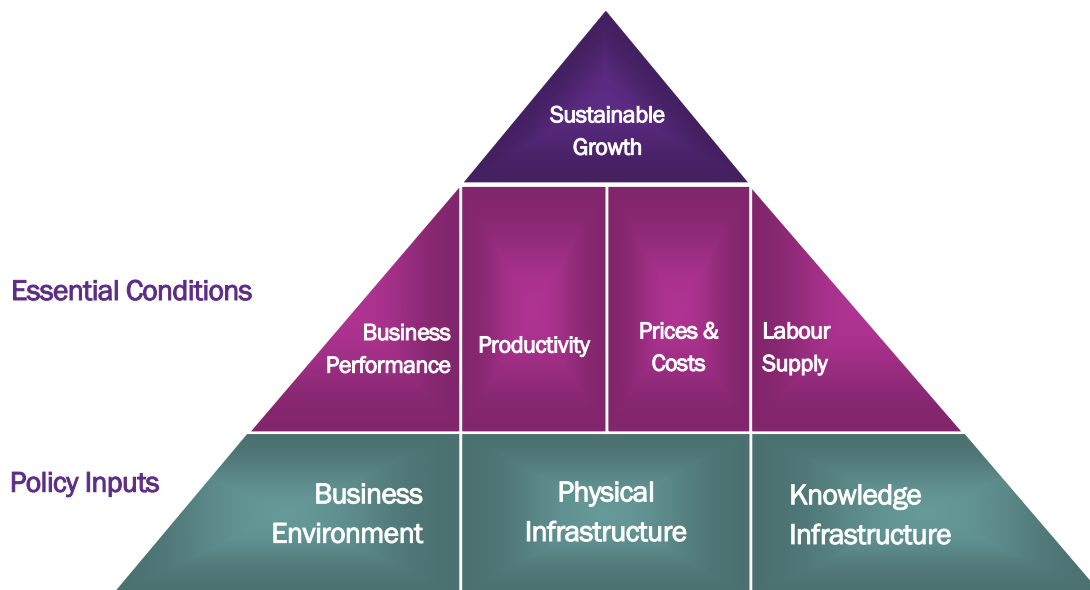 Sustainable
Growth
Essential Conditions
Business
Performance
Productivity
Prices &
Costs
Labour
Supply
Policy Inputs
Business
Environment
Physical
Infrastructure
Knowledge
Infrastructure